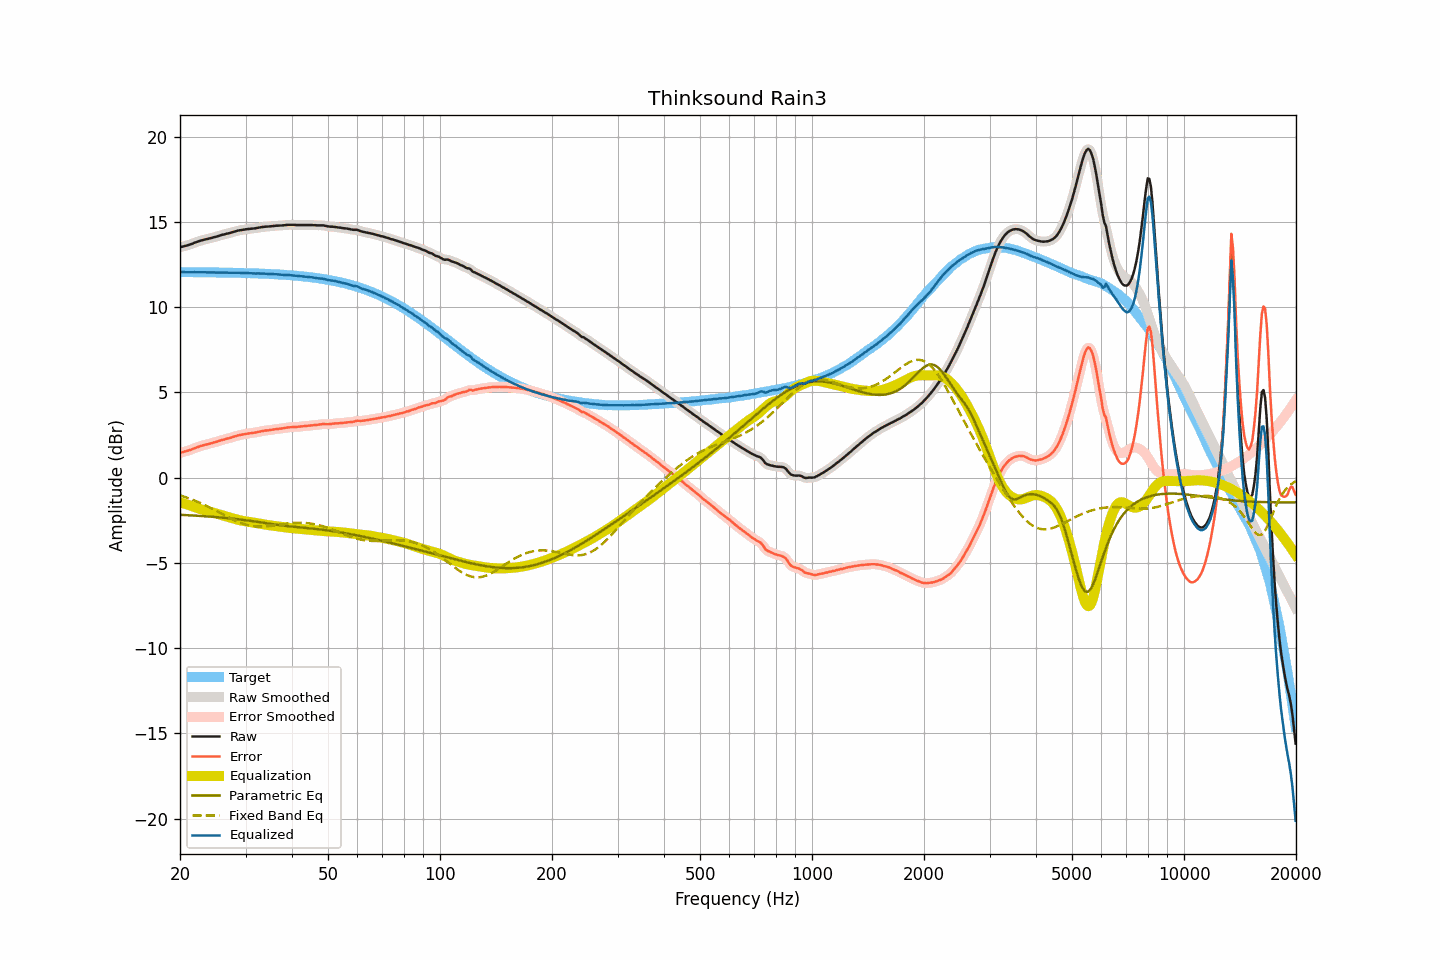 Thinksound Rain3
Amplitude (dBr)
20
15
10
5
0
−5
−10
−15
−20
Target
Raw Smoothed
Error Smoothed
Raw
Error
Equalization
Parametric Eq
Fixed Band Eq
Equalized
20 50 100 200 500 1000 2000 5000 10000 20000
Frequency (Hz)